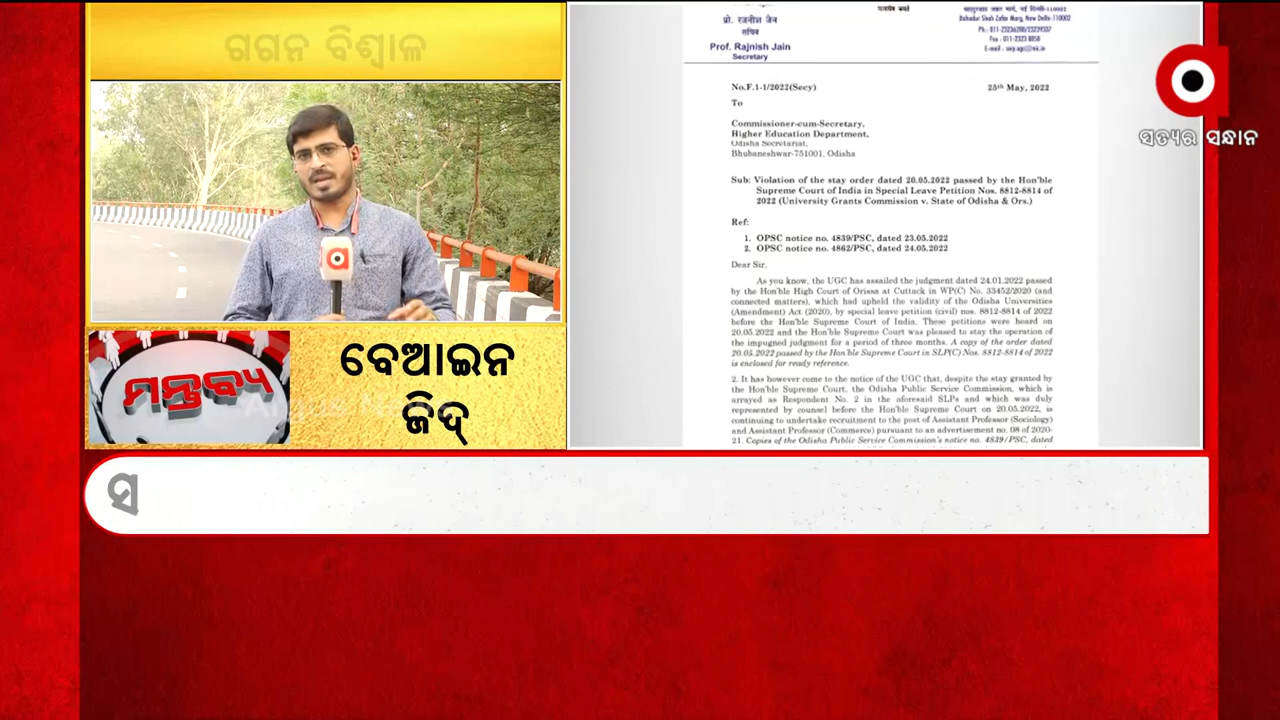 ଗଗନ ବିଶ୍ୱାଳ
ମନ୍ତବ୍ୟ
ବେଆଇନ
ଜିଦ୍
प्रो. रजनीश जैन
सचिव
Prof. Rajnish Jain
Secretary
Bahadur Shah Zafar Marg, New Delhi-110002
Ph.: 011-23236288/23239337
Fax : 011-2323 8858
E-mail : secy.ugc@nic.in
No.F.1-1/2022(Secy)
25th May, 2022
To
Commissioner-cum-Secretary,
Higher Education Department,
Odisha Secretariat,
Bhubaneshwar-751001, Odisha
Sub: Violation of the stay order dated 20.05.2022 passed by the Hon'ble
Supreme Court of India in Special Leave Petition Nos. 8812-8814 of
2022 (University Grants Commission v. State of Odisha & Ors.)
Ref:
1. OPSC notice no. 4839/PSC, dated 23.05.2022
2. OPSC notice no. 4862/PSC, dated 24.05.2022
Dear Sir,
As you know, the UGC has assailed the judgment dated 24.01.2022 passed
by the Hon'ble High Court of Orissa at Cuttack in WP(C) No. 33452/2020 (and
connected matters), which had upheld the validity of the Odisha Universities
(Amendment) Act (2020), by special leave petition (civil) nos. 8812-8814 of 2022
before the Hon'ble Supreme Court of India. These petitions were heard on
20.05.2022 and the Hon'ble Supreme Court was pleased to stay the operation of
the impugned judgment for a period of three months. A copy of the order dated
20.05.2022 passed by the Hon'ble Supreme Court in SLP(C) Nos. 8812-8814 of 2022
is enclosed for ready reference.
2. It has however come to the notice of the UGC that, despite the stay granted by
the Hon'ble Supreme Court, the Odisha Public Service Commission, which is
arrayed as Respondent No. 2 in the aforesaid SLPs and which was duly
represented by counsel before the Hon'ble Supreme Court on 20.05.2022, is
continuing to undertake recruitment to the post of Assistant Professor (Sociology)
and Assistant Professor (Commerce) pursuant to an advertisement no. 08 of 2020-
21. Copies of the Odisha Public Service Commission's notice no. 4839/PSC, dated
ସତ୍ୟର ସନ୍ଧାନ
ସ